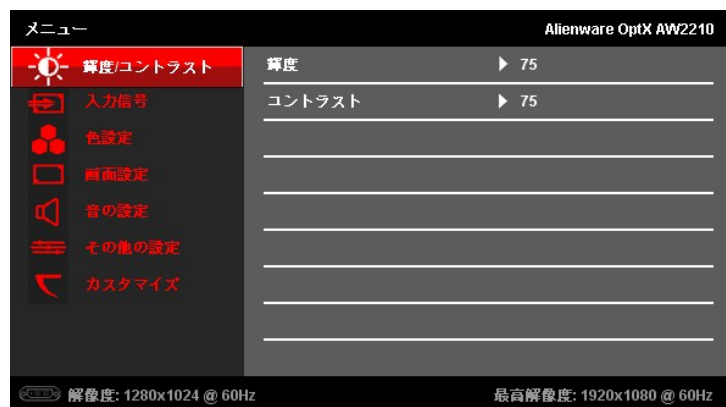 メニュー Alienware OptX AW2210
輝度/コントラスト 輝度 75
入力信号 コントラスト 75
色設定
画面設定
音の設定
その他の設定
カスタマイズ
解像度: 1280x1024 @ 60Hz 最高解像度: 1920x1080 @ 60Hz